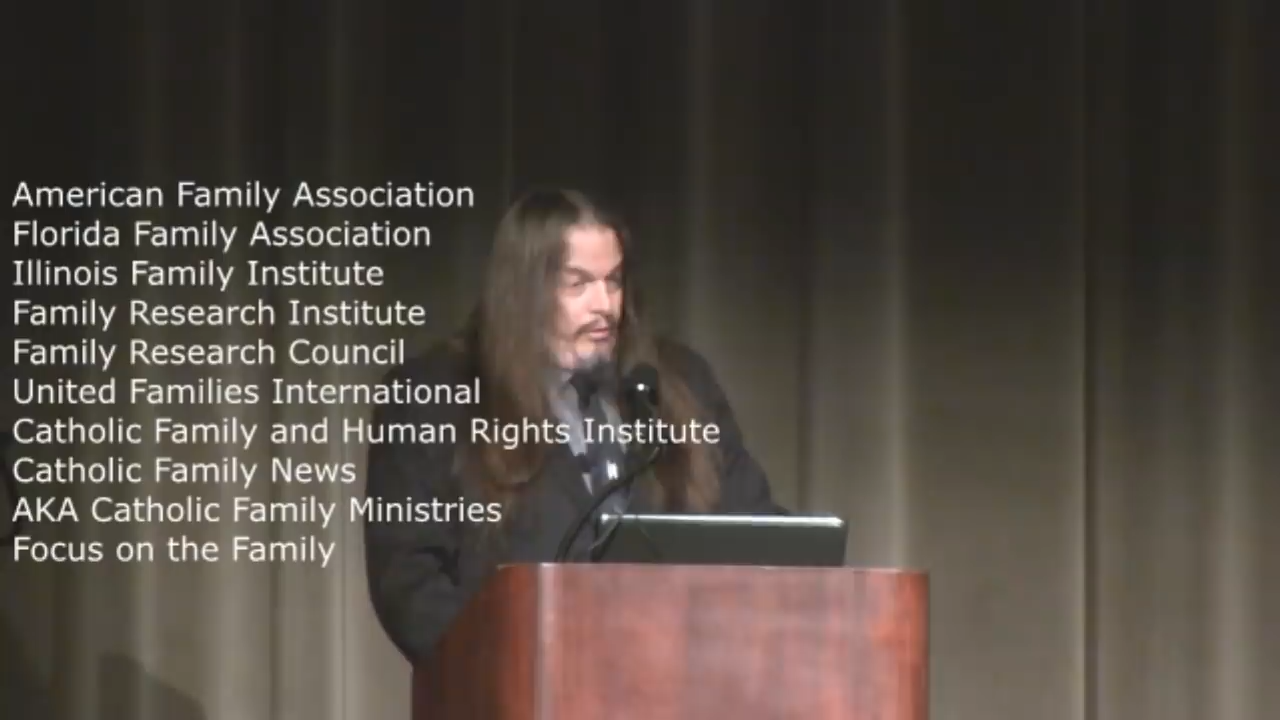 American Family Association
Florida Family Association
Illinois Family Institute
Family Research Institute
Family Research Council
United Families International
Catholic Family and Human Rights Institute
Catholic Family News
AKA Catholic Family Ministries
Focus on the Family